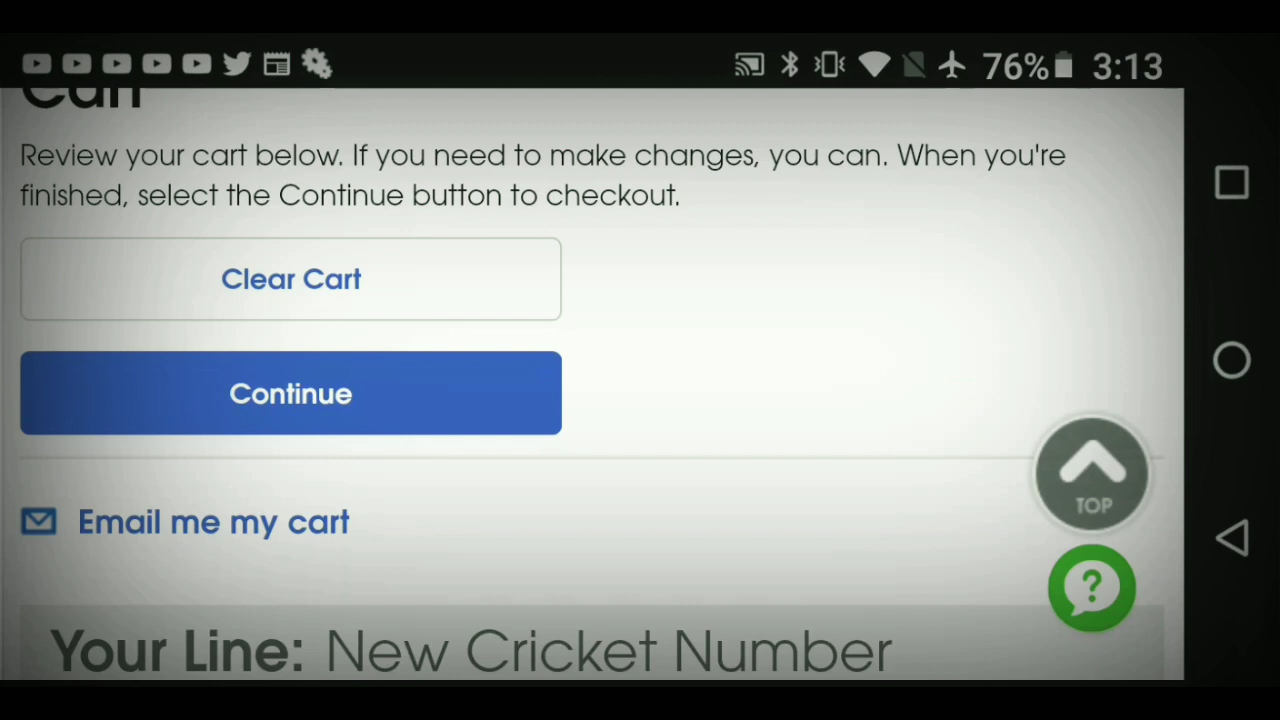 76% 3:13
Cart
Review your cart below. If you need to make changes, you can. When you're
finished, select the Continue button to checkout.
Clear Cart
Continue
TOP
Email me my cart
?
Your Line: New Cricket Number